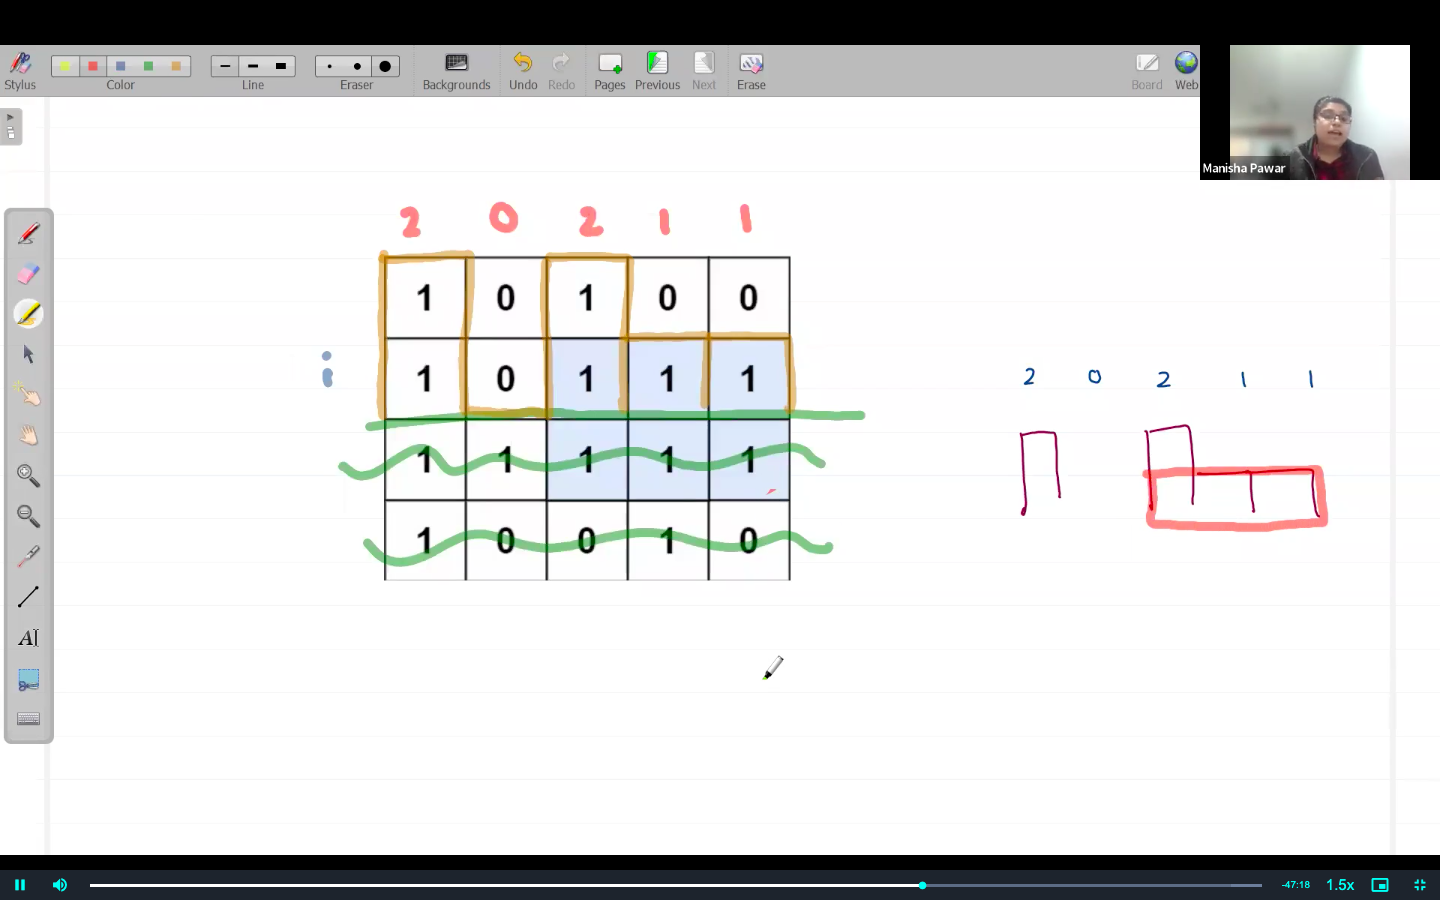 Stylus Color Line Eraser Backgrounds Undo Redo Pages Previous Next Erase Board Web
Manisha Pawar
2 0 2 1 1
1 0 1 0 0
i 1 0 1 1 1
2 0 2 1 1
1 1 1 1 1
1 0 0 1 0
AI
-47:18 1.5x